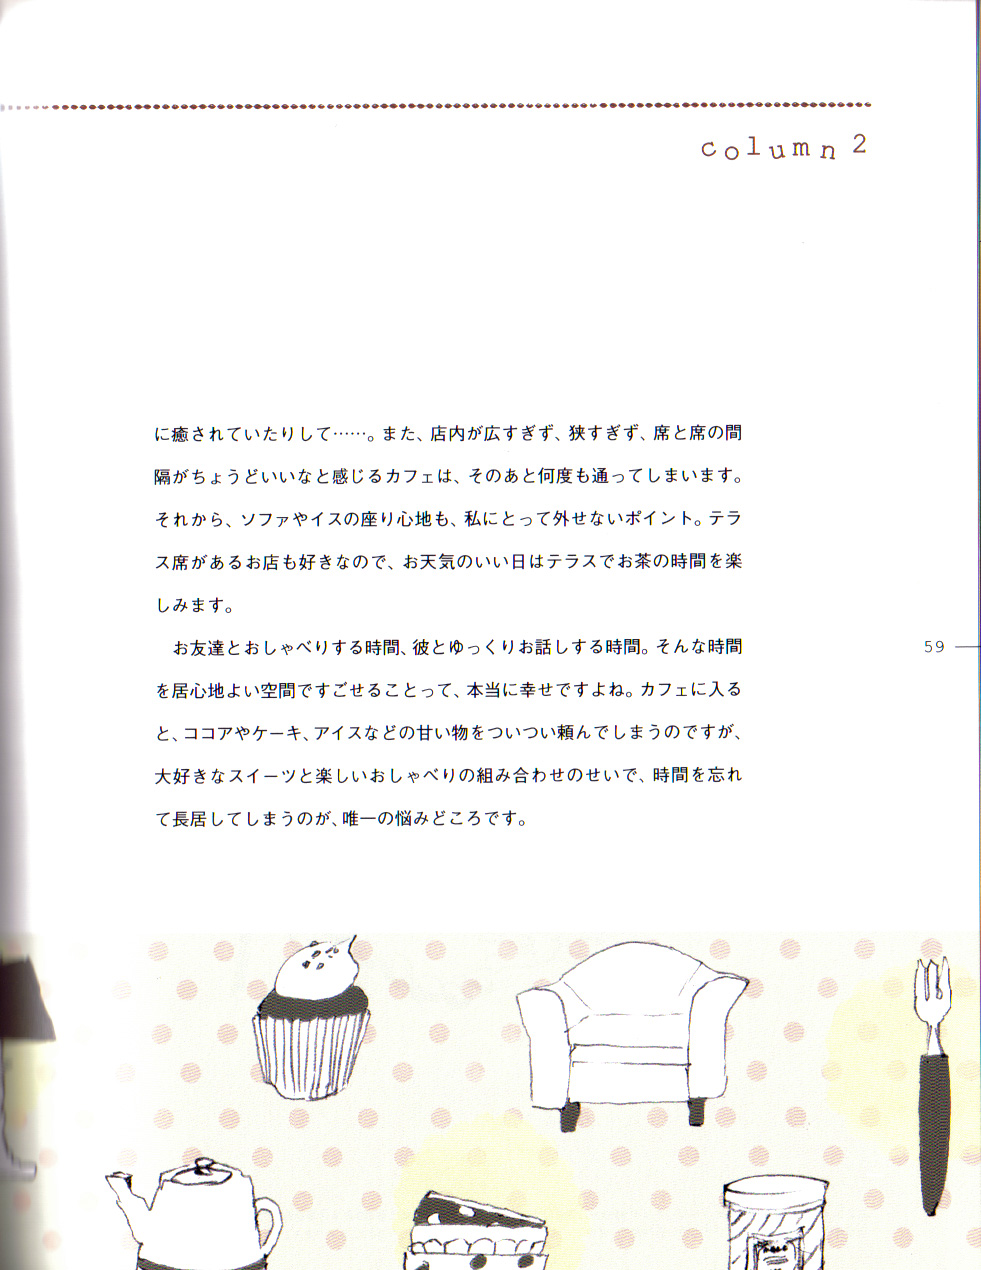 column 2
に癒されていたりして……。また、店内が広すぎず、狭すぎず、席と席の間
隔がちょうどいいなと感じるカフェは、そのあと何度も通ってしまいます。
それから、ソファやイスの座り心地も、私にとって外せないポイント。テラ
ス席があるお店も好きなので、お天気のいい日はテラスでお茶の時間を楽
しみます。
　お友達とおしゃべりする時間、彼とゆっくりお話しする時間。そんな時間
を居心地よい空間ですごせることって、本当に幸せですよね。カフェに入る
と、ココアやケーキ、アイスなどの甘い物をついつい頼んでしまうのですが、
大好きなスイーツと楽しいおしゃべりの組み合わせのせいで、時間を忘れ
て長居してしまうのが、唯一の悩みどころです。
59